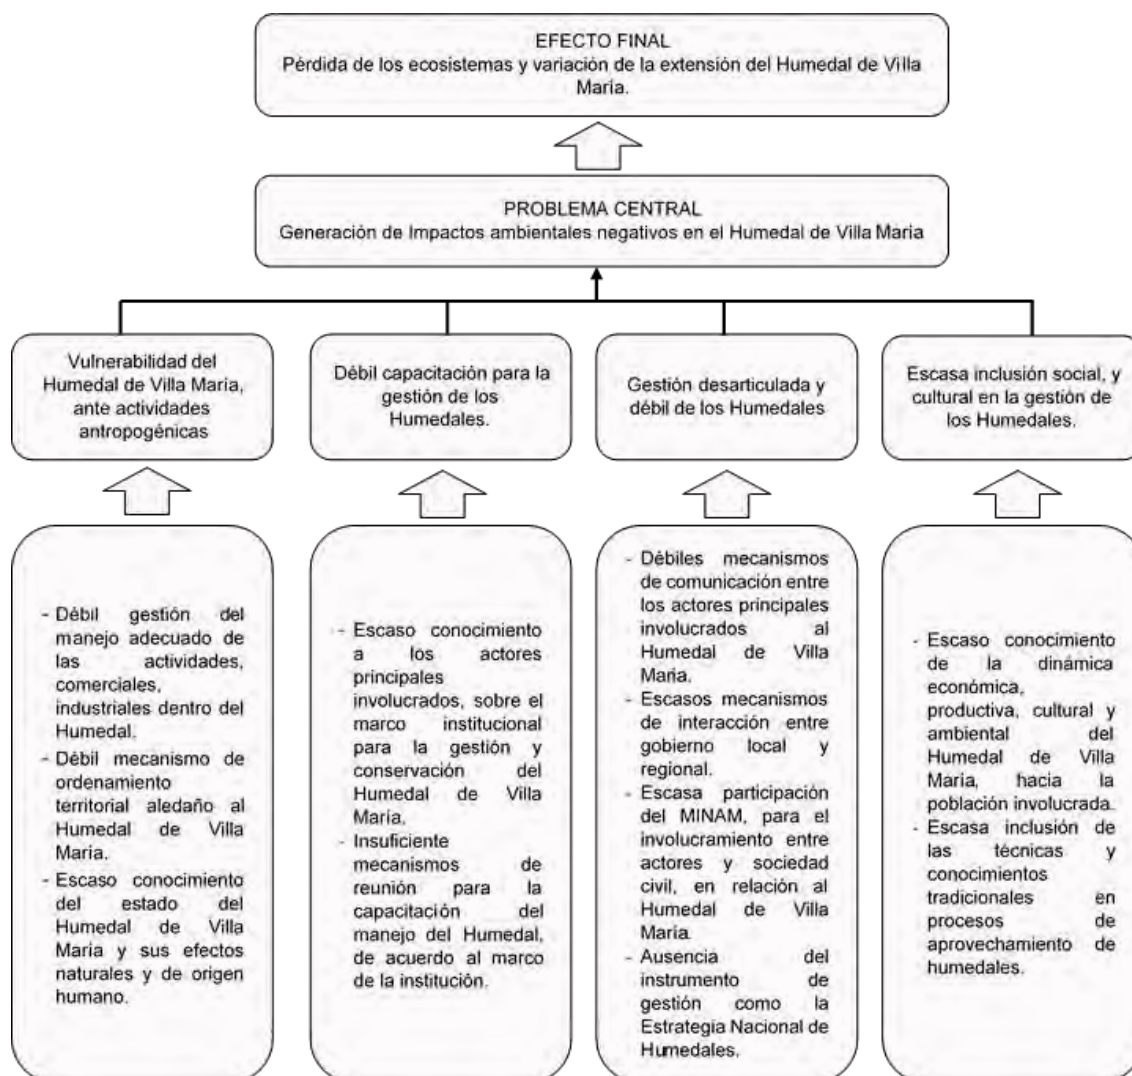 EFECTO FINAL
Pérdida de los ecosistemas y variación de la extensión del Humedal de Villa
María.
PROBLEMA CENTRAL
Generación de Impactos ambientales negativos en el Humedal de Villa María
Vulnerabilidad del
Humedal de Villa María,
ante actividades
antropogénicas
Débil capacitación para la
gestión de los
Humedales.
Gestión desarticulada y
débil de los Humedales
Escasa inclusión social, y
cultural en la gestión de
los Humedales.
- Débil gestión del
manejo adecuado de
las actividades,
comerciales,
industriales dentro del
Humedal.
- Débil mecanismo de
ordenamiento
territorial aledaño al
Humedal de Villa
María.
- Escaso conocimiento
del estado del
Humedal de Villa
María y sus efectos
naturales y de origen
humano.
- Escaso conocimiento
a los actores
principales
involucrados, sobre el
marco institucional
para la gestión y
conservación del
Humedal de Villa
María.
- Insuficiente
mecanismos de
reunión para la
capacitación del
manejo del Humedal,
de acuerdo al marco
de la institución.
- Débiles mecanismos
de comunicación entre
los actores principales
involucrados al
Humedal de Villa
María.
- Escasos mecanismos
de interacción entre
gobierno local y
regional.
- Escasa participación
del MINAM, para el
involucramiento entre
actores y sociedad
civil, en relación al
Humedal de Villa
María.
- Ausencia del
instrumento de
gestión como la
Estrategia Nacional de
Humedales.
- Escaso conocimiento
de la dinámica
económica,
productiva, cultural y
ambiental del
Humedal de Villa
María, hacia la
población involucrada.
- Escasa inclusión de
las técnicas y
conocimientos
tradicionales en
procesos de
aprovechamiento de
humedales.